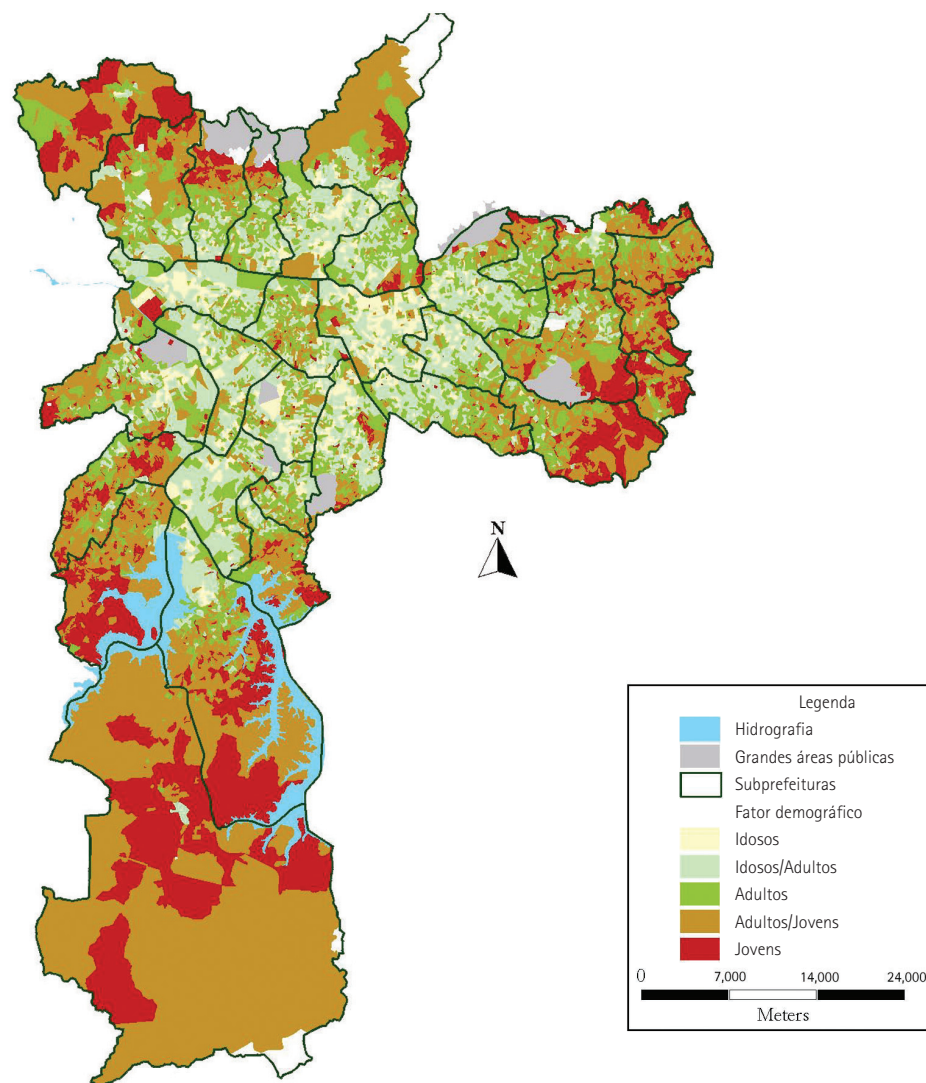 N
Legenda
Hidrografia
Grandes áreas públicas
Subprefeituras
Fator demográfico
Idosos
Idosos/Adultos
Adultos
Adultos/Jovens
Jovens
0 7,000 14,000 24,000
Meters